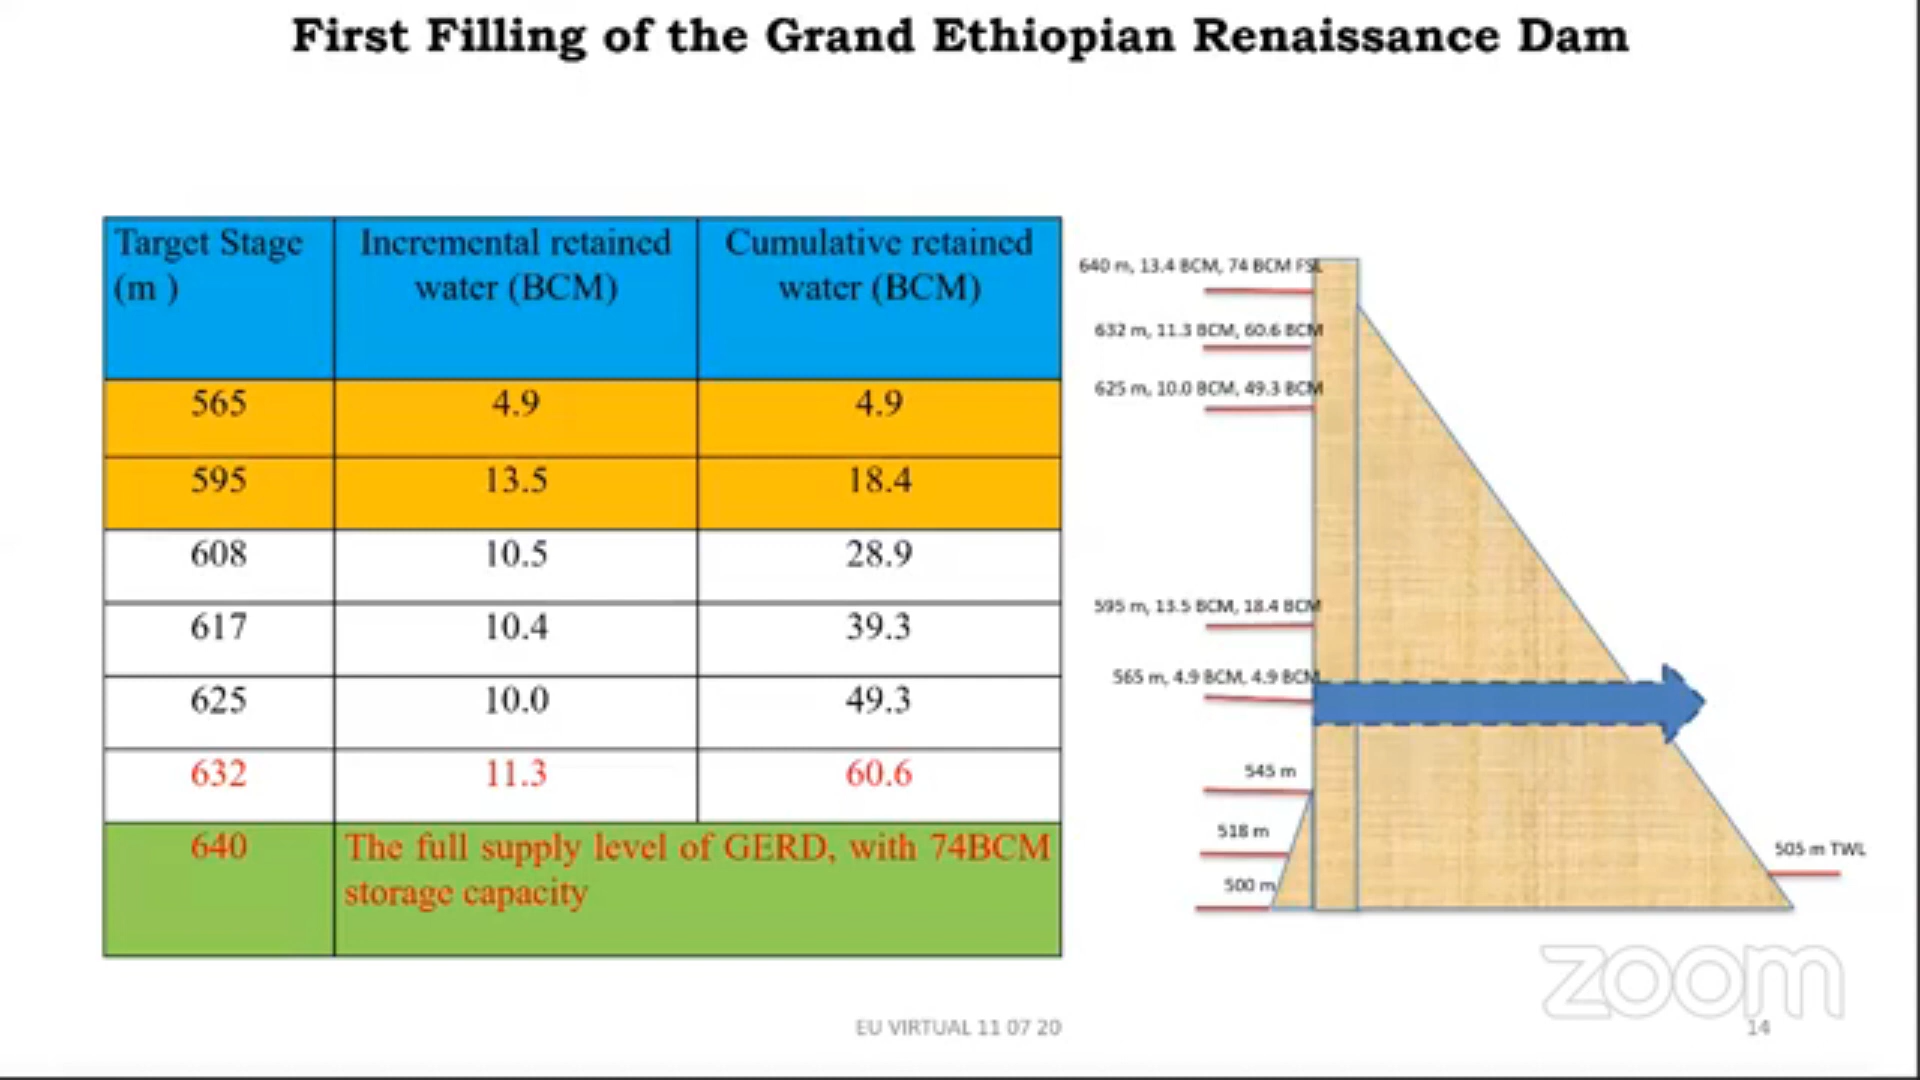 First Filling of the Grand Ethiopian Renaissance Dam
Target Stage (m )
Incremental retained water (BCM)
Cumulative retained water (BCM)
565 4.9 4.9
595 13.5 18.4
608 10.5 28.9
617 10.4 39.3
625 10.0 49.3
632 11.3 60.6
640 The full supply level of GERD, with 74BCM
storage capacity
640 m, 13.4 BCM, 74 BCM FSL
632 m, 11.3 BCM, 60.6 BCM
625 m, 10.0 BCM, 49.3 BCM
595 m, 13.5 BCM, 18.4 BCM
565 m, 4.9 BCM, 4.9 BCM
545 m
518 m
500 m
505 m TWL
zoom
EU VIRTUAL 11 07 20
14